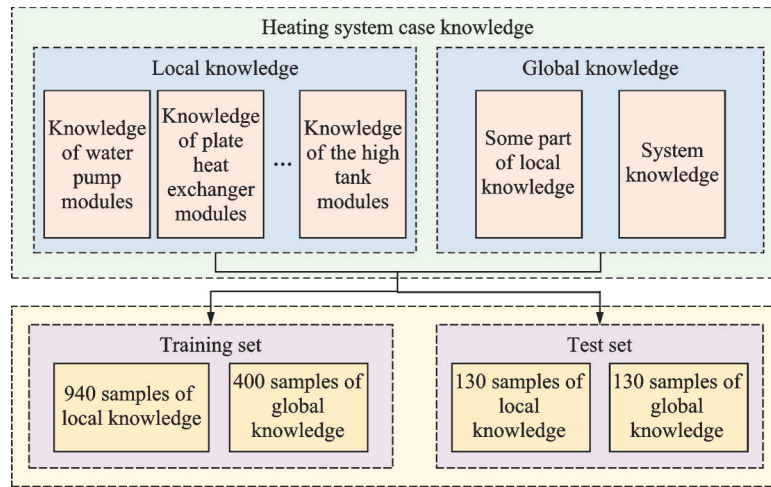 Heating system case knowledge
Local knowledge
Knowledge
of water
pump
modules
Knowledge
of plate
heat
exchanger
modules
...
Knowledge
of the high
tank
modules
Global knowledge
Some part
of local
knowledge
System
knowledge
Training set
940 samples of
local knowledge
400 samples of
global
knowledge
Test set
130 samples of
local
knowledge
130 samples of
global
knowledge